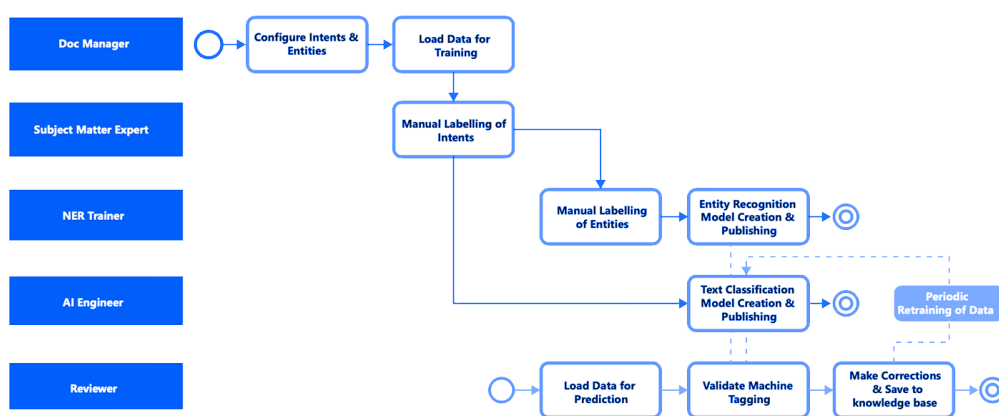 Doc Manager
Configure Intents &
Entities
Load Data for
Training
Subject Matter Expert
Manual Labelling of
Intents
NER Trainer
Manual Labelling
of Entities
Entity Recognition
Model Creation &
Publishing
AI Engineer
Text Classification
Model Creation &
Publishing
Periodic
Retraining of Data
Reviewer
Load Data for
Prediction
Validate Machine
Tagging
Make Corrections
& Save to
knowledge base